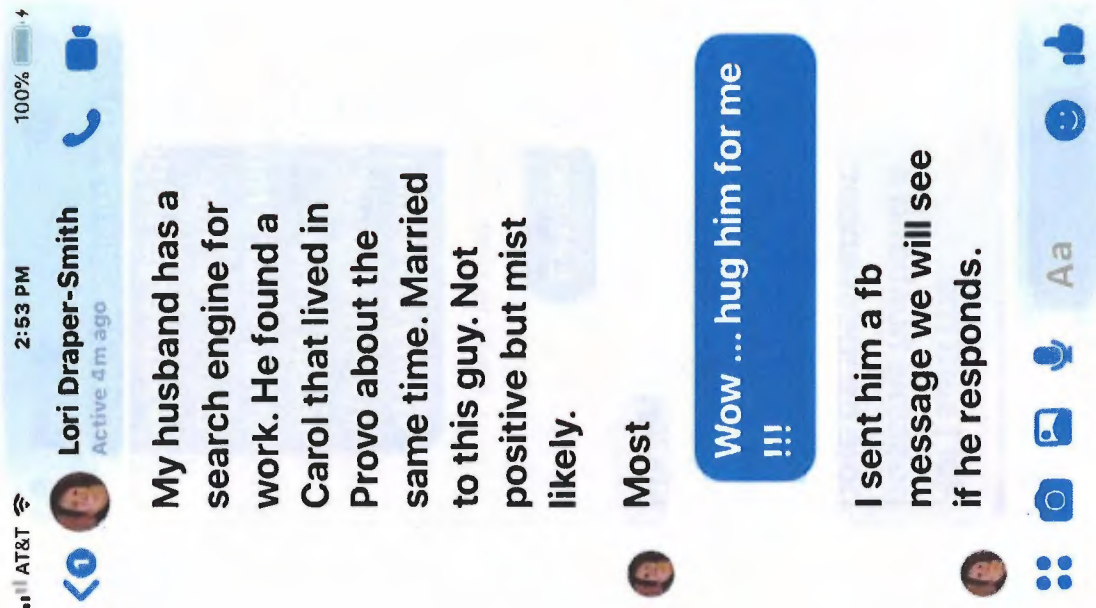 AT&T 2:53 PM 100%
1 Lori Draper-Smith
Active 4m ago
My husband has a
search engine for
work. He found a
Carol that lived in
Provo about the
same time. Married
to this guy. Not
positive but mist
likely.
Most
Wow ... hug him for me
!!!
I sent him a fb
message we will see
if he responds.
Aa